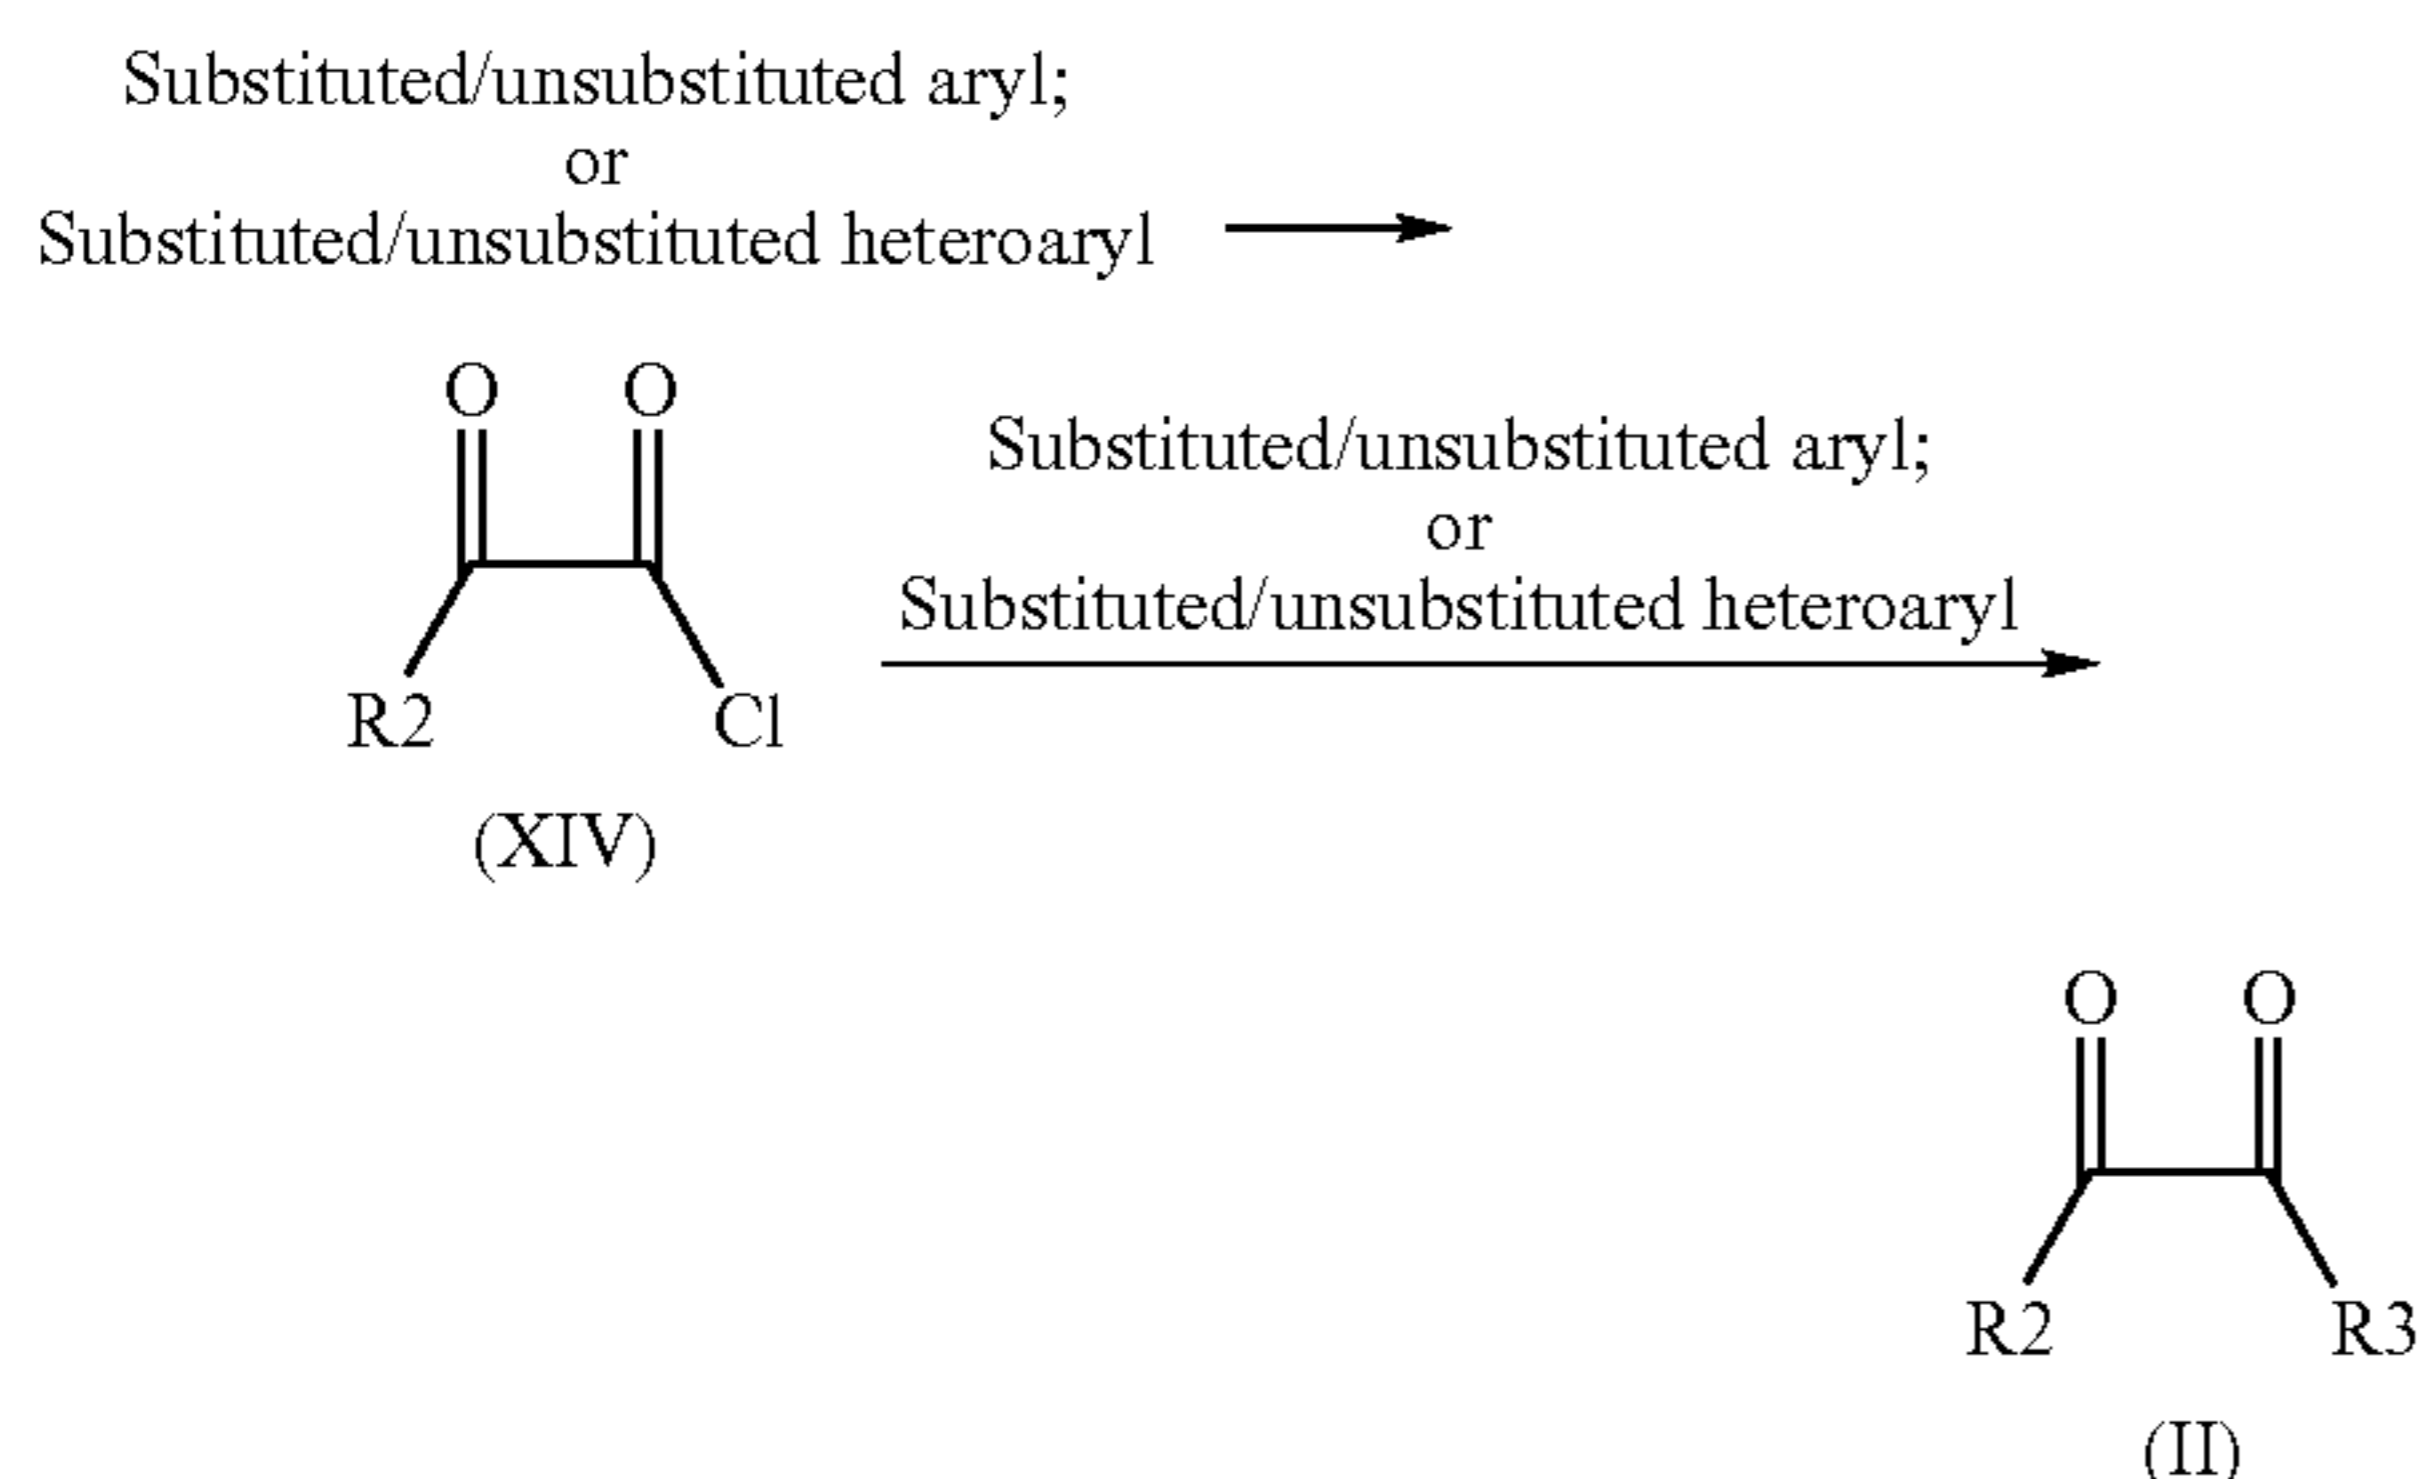 Substituted/unsubstituted aryl;
or
Substituted/unsubstituted heteroaryl
O O
R2 Cl
(XIV)
Substituted/unsubstituted aryl;
or
Substituted/unsubstituted heteroaryl
O O
R2 R3
(II)